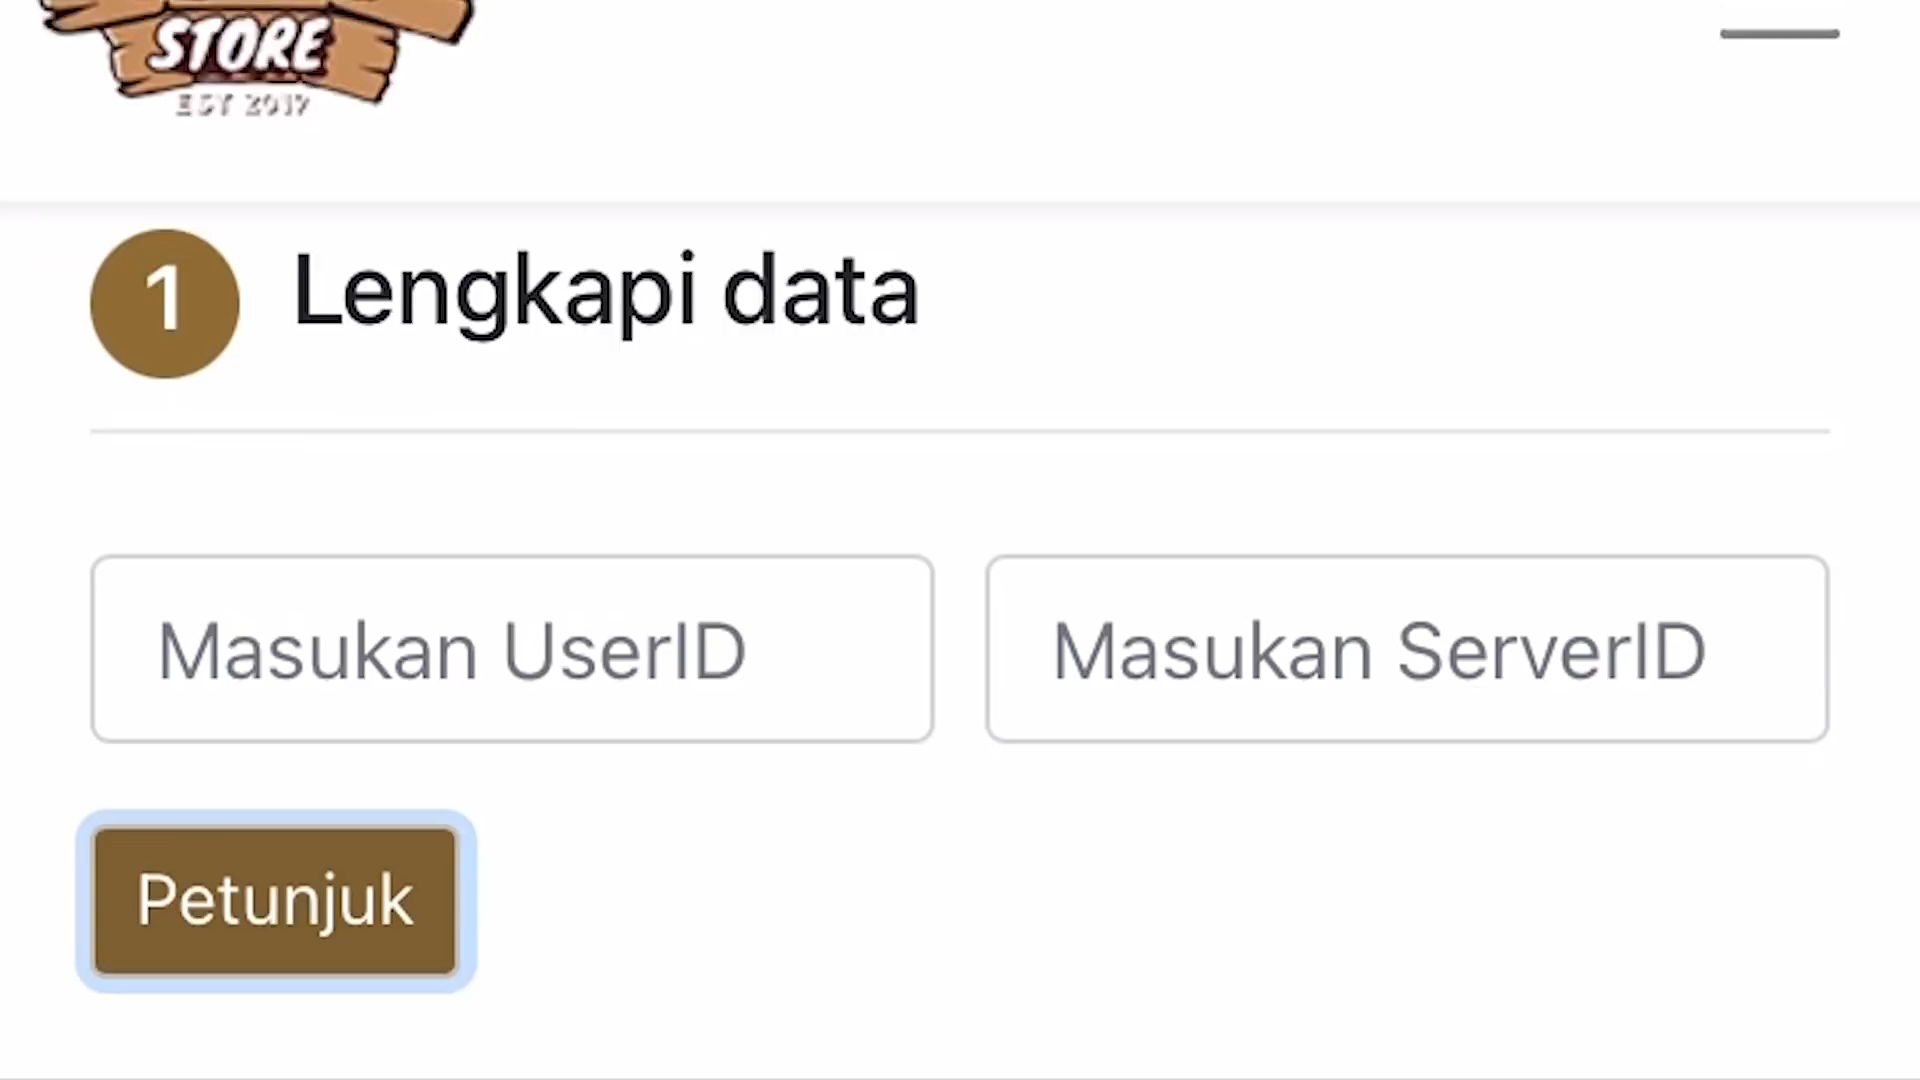 STORE
EST 2017
1 Lengkapi data
Masukan UserID
Masukan ServerID
Petunjuk